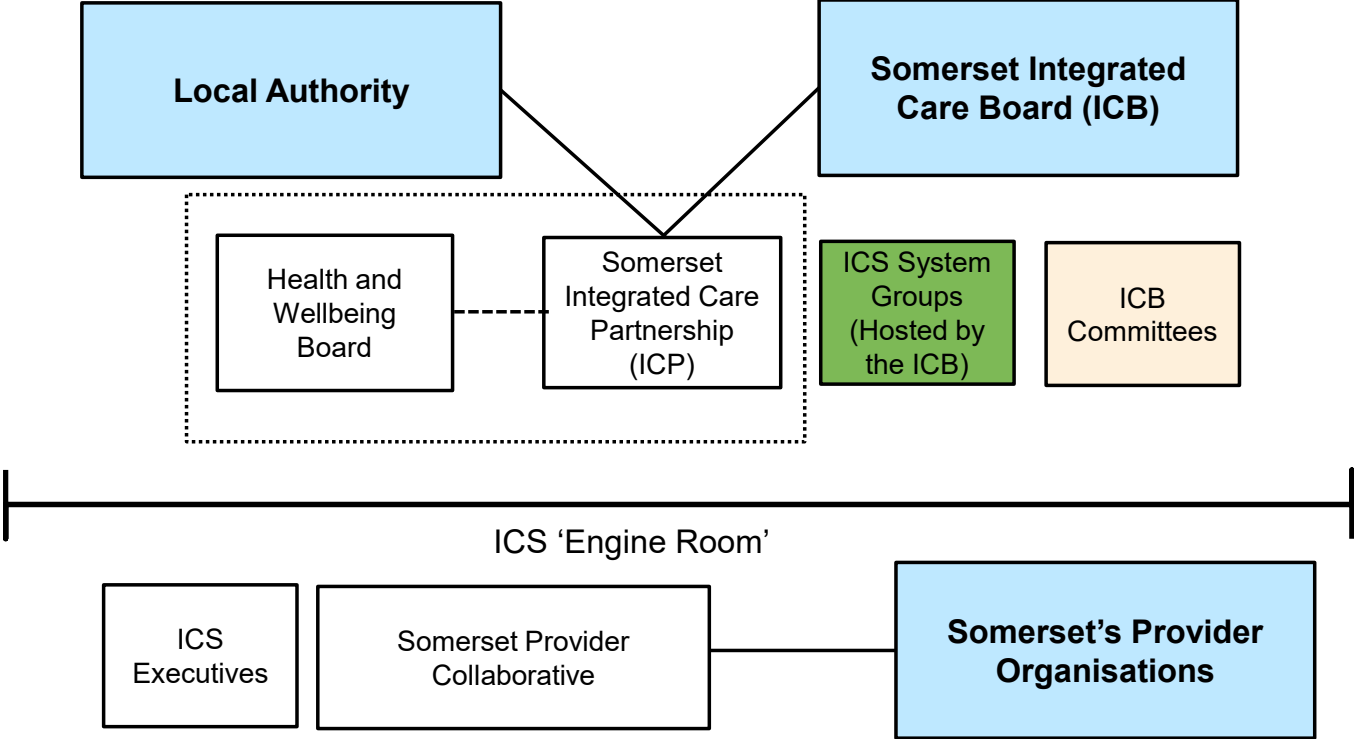 Local Authority
Somerset Integrated
Care Board (ICB)
Health and
Wellbeing
Board
Somerset
Integrated Care
Partnership
(ICP)
ICS System
Groups
(Hosted by
the ICB)
ICB
Committees
ICS ‘Engine Room’
ICS
Executives
Somerset Provider
Collaborative
Somerset’s Provider
Organisations